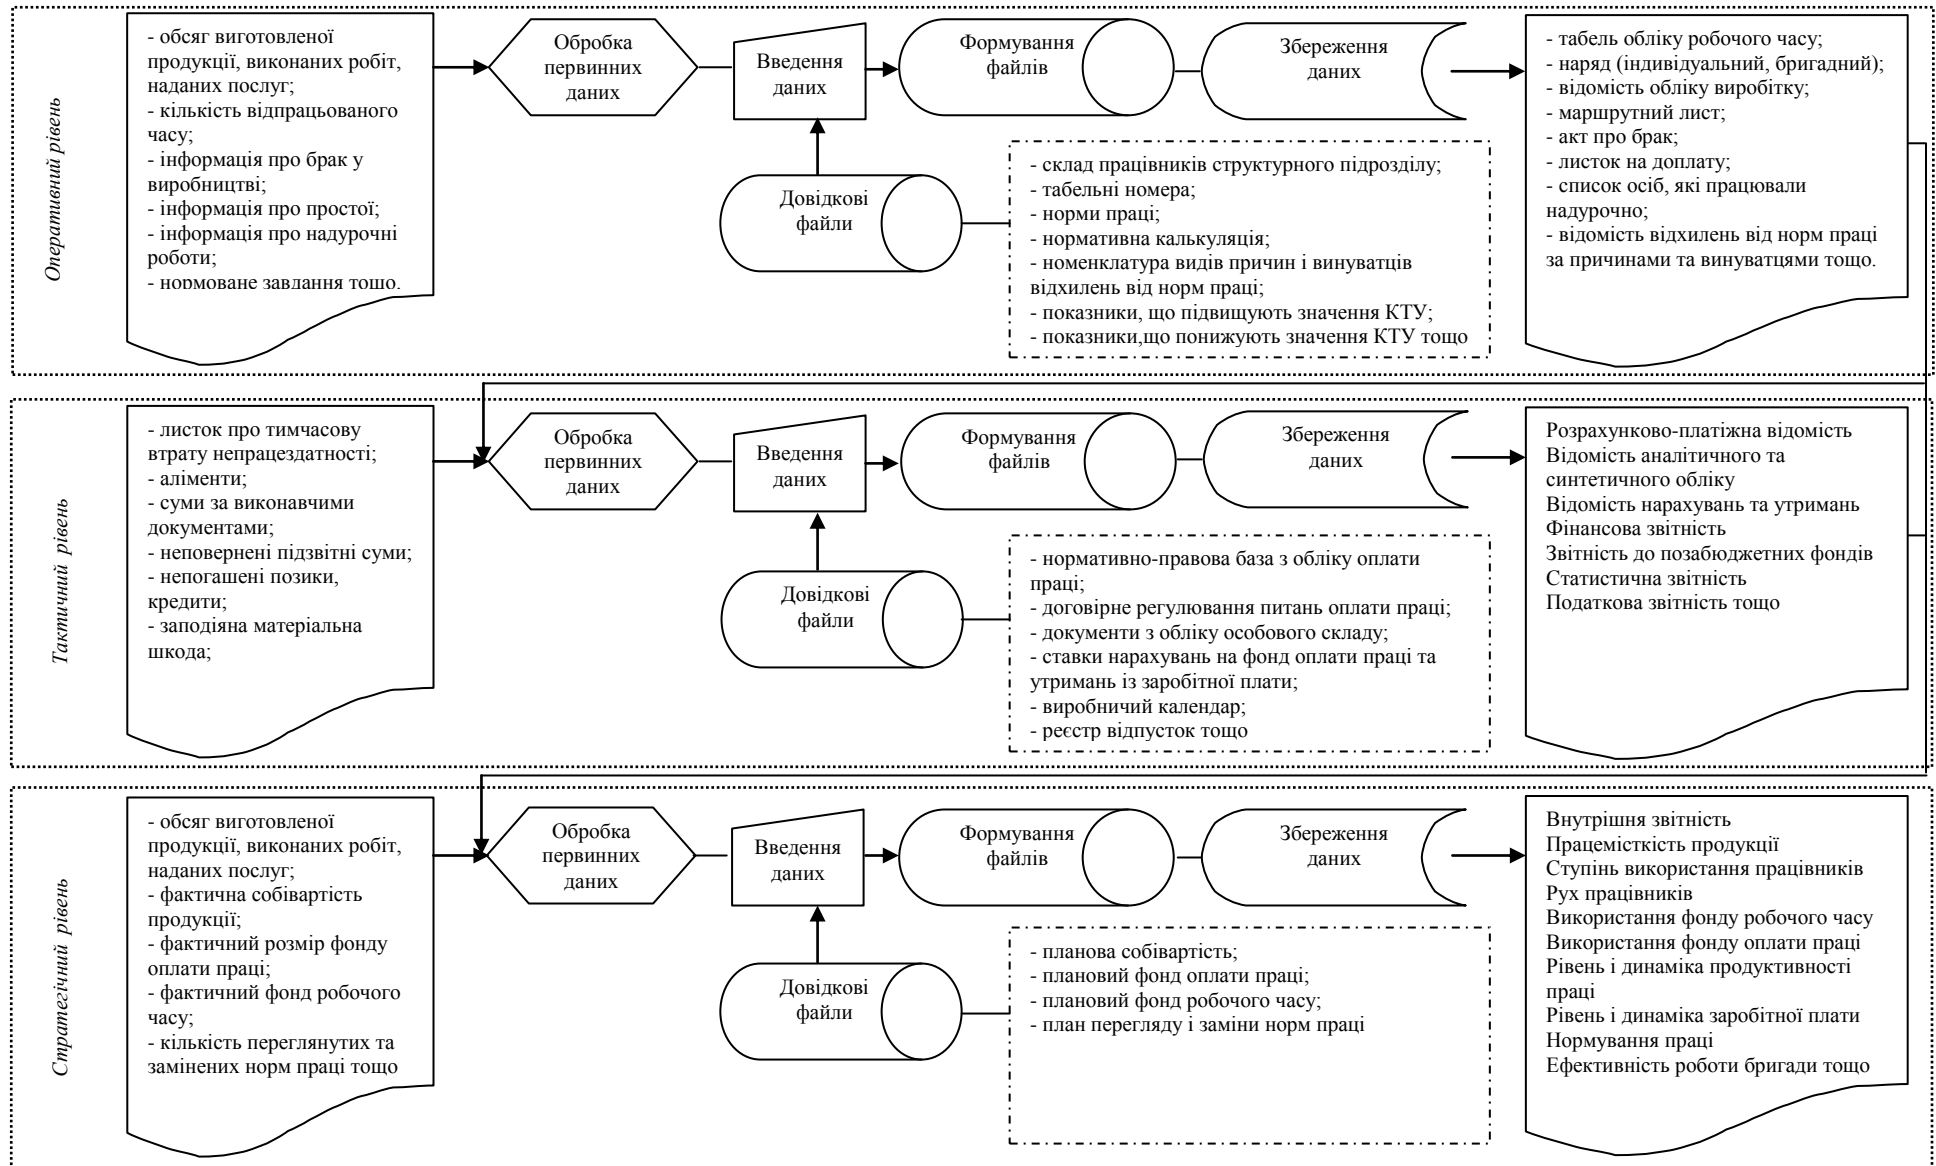 Оперативний рівень
- обсяг виготовленої
продукції, виконаних робіт,
наданих послуг;
- кількість відпрацьованого
часу;
- інформація про брак у
виробництві;
- інформація про простої;
- інформація про надурочні
роботи;
- нормоване завдання тощо.
Обробка
первинних
даних
Введення
даних
Формування
файлів
Збереження
даних
Довідкові
файли
- склад працівників структурного підрозділу;
- табельні номера;
- норми праці;
- нормативна калькуляція;
- номенклатура видів причин і винуватців
відхилень від норм праці;
- показники, що підвищують значення КТУ;
- показники,що понижують значення КТУ тощо
- табель обліку робочого часу;
- наряд (індивідуальний, бригадний);
- відомість обліку виробітку;
- маршрутний лист;
- акт про брак;
- листок на доплату;
- список осіб, які працювали
надурочно;
- відомість відхилень від норм праці
за причинами та винуватцями тощо.
Тактичний рівень
- листок про тимчасову
втрату непрацездатності;
- аліменти;
- суми за виконавчими
документами;
- неповернені підзвітні суми;
- непогашені позики,
кредити;
- заподіяна матеріальна
шкода;
Обробка
первинних
даних
Введення
даних
Формування
файлів
Збереження
даних
Довідкові
файли
- нормативно-правова база з обліку оплати
праці;
- договірне регулювання питань оплати праці;
- документи з обліку особового складу;
- ставки нарахувань на фонд оплати праці та
утримань із заробітної плати;
- виробничий календар;
- реєстр відпусток тощо
Розрахунково-платіжна відомість
Відомість аналітичного та
синтетичного обліку
Відомість нарахувань та утримань
Фінансова звітність
Звітність до позабюджетних фондів
Статистична звітність
Податкова звітність тощо
Стратегічний рівень
- обсяг виготовленої
продукції, виконаних робіт,
наданих послуг;
- фактична собівартість
продукції;
- фактичний розмір фонду
оплати праці;
- фактичний фонд робочого
часу;
- кількість переглянутих та
замінених норм праці тощо
Обробка
первинних
даних
Введення
даних
Формування
файлів
Збереження
даних
Довідкові
файли
- планова собівартість;
- плановий фонд оплати праці;
- плановий фонд робочого часу;
- план перегляду і заміни норм праці
Внутрішня звітність
Працемісткість продукції
Ступінь використання працівників
Рух працівників
Використання фонду робочого часу
Використання фонду оплати праці
Рівень і динаміка продуктивності
праці
Рівень і динаміка заробітної плати
Нормування праці
Ефективність роботи бригади тощо